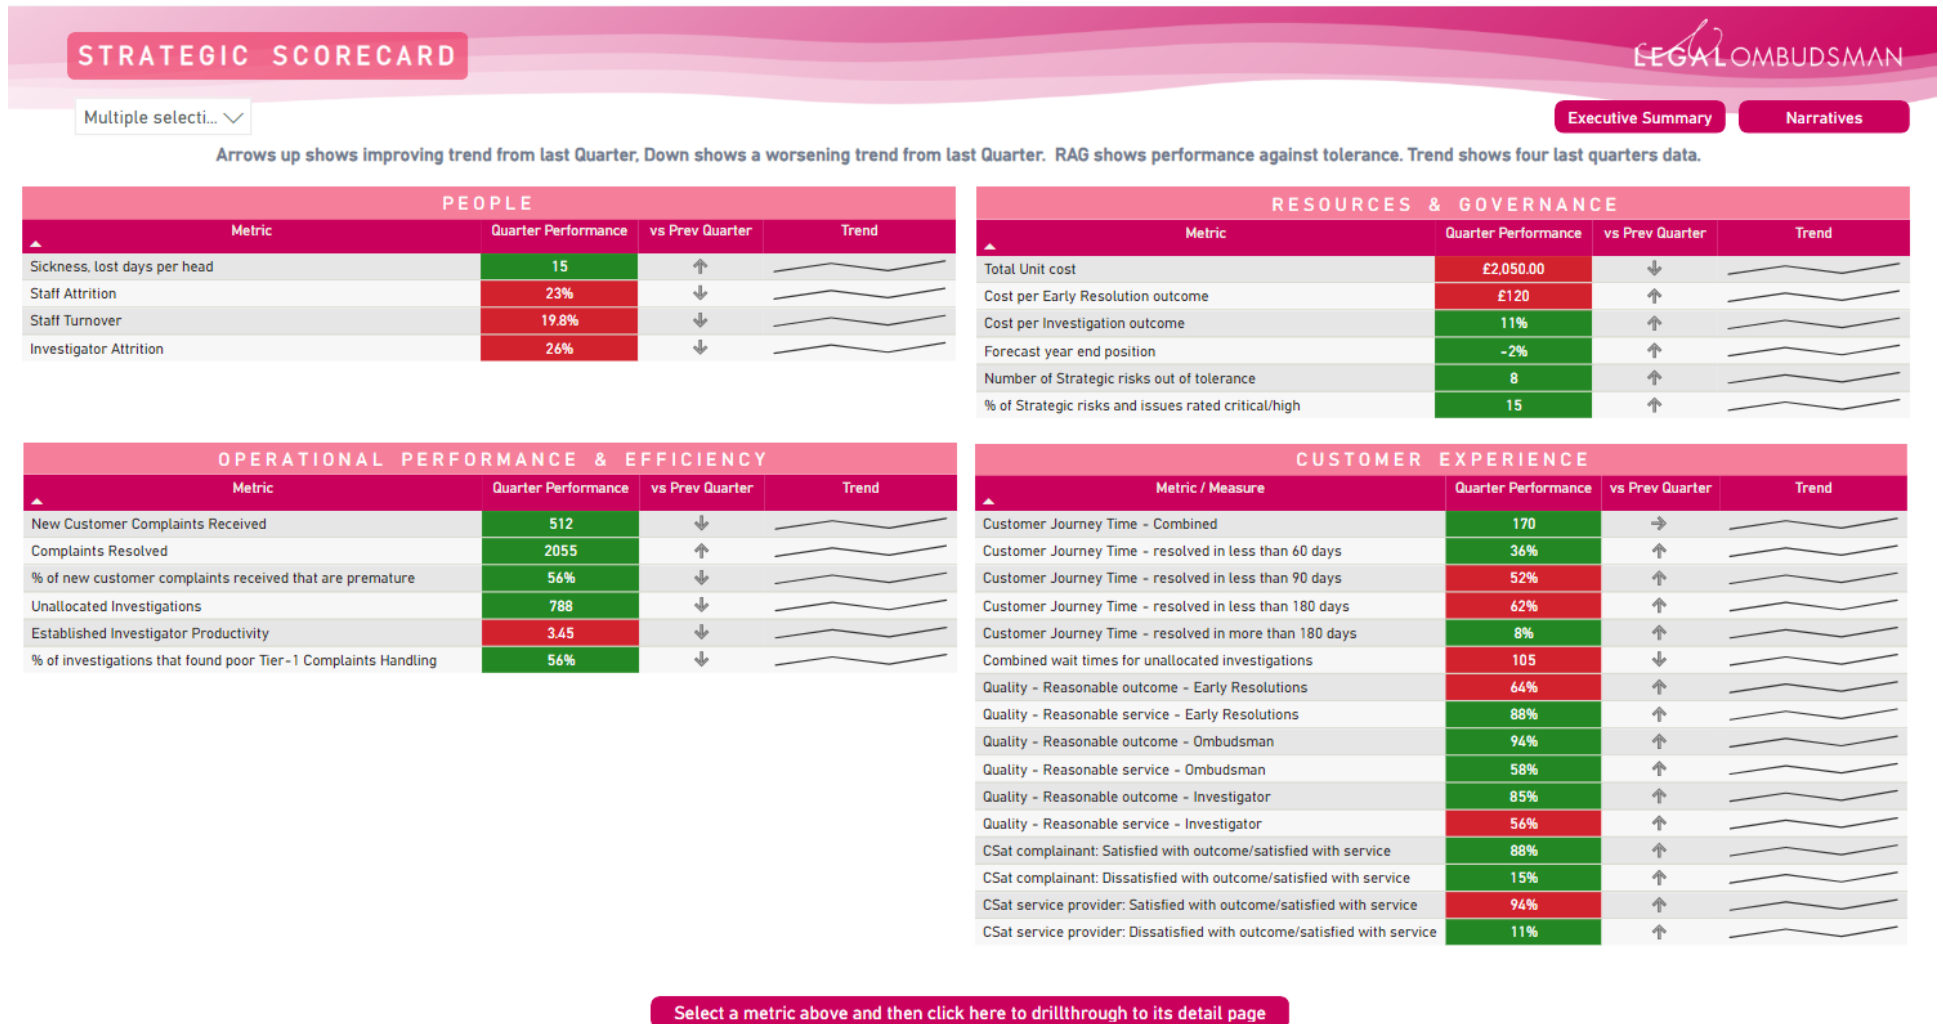 STRATEGIC SCORECARD
LEGALOMBUDSMAN
Multiple selecti...
Executive Summary
Narratives
Arrows up shows improving trend from last Quarter, Down shows a worsening trend from last Quarter. RAG shows performance against tolerance. Trend shows four last quarters data.
PEOPLE
Metric Quarter Performance vs Prev Quarter Trend
Sickness, lost days per head 15
Staff Attrition 23%
Staff Turnover 19.8%
Investigator Attrition 26%
RESOURCES & GOVERNANCE
Metric Quarter Performance vs Prev Quarter Trend
Total Unit cost £2,050.00
Cost per Early Resolution outcome £120
Cost per Investigation outcome 11%
Forecast year end position -2%
Number of Strategic risks out of tolerance 8
% of Strategic risks and issues rated critical/high 15
OPERATIONAL PERFORMANCE & EFFICIENCY
Metric Quarter Performance vs Prev Quarter Trend
New Customer Complaints Received 512
Complaints Resolved 2055
% of new customer complaints received that are premature 56%
Unallocated Investigations 788
Established Investigator Productivity 3.45
% of investigations that found poor Tier-1 Complaints Handling 56%
CUSTOMER EXPERIENCE
Metric / Measure Quarter Performance vs Prev Quarter Trend
Customer Journey Time - Combined 170
Customer Journey Time - resolved in less than 60 days 36%
Customer Journey Time - resolved in less than 90 days 52%
Customer Journey Time - resolved in less than 180 days 62%
Customer Journey Time - resolved in more than 180 days 8%
Combined wait times for unallocated investigations 105
Quality - Reasonable outcome - Early Resolutions 64%
Quality - Reasonable service - Early Resolutions 88%
Quality - Reasonable outcome - Ombudsman 94%
Quality - Reasonable service - Ombudsman 58%
Quality - Reasonable outcome - Investigator 85%
Quality - Reasonable service - Investigator 56%
CSat complainant: Satisfied with outcome/satisfied with service 88%
CSat complainant: Dissatisfied with outcome/satisfied with service 15%
CSat service provider: Satisfied with outcome/satisfied with service 94%
CSat service provider: Dissatisfied with outcome/satisfied with service 11%
Select a metric above and then click here to drillthrough to its detail page